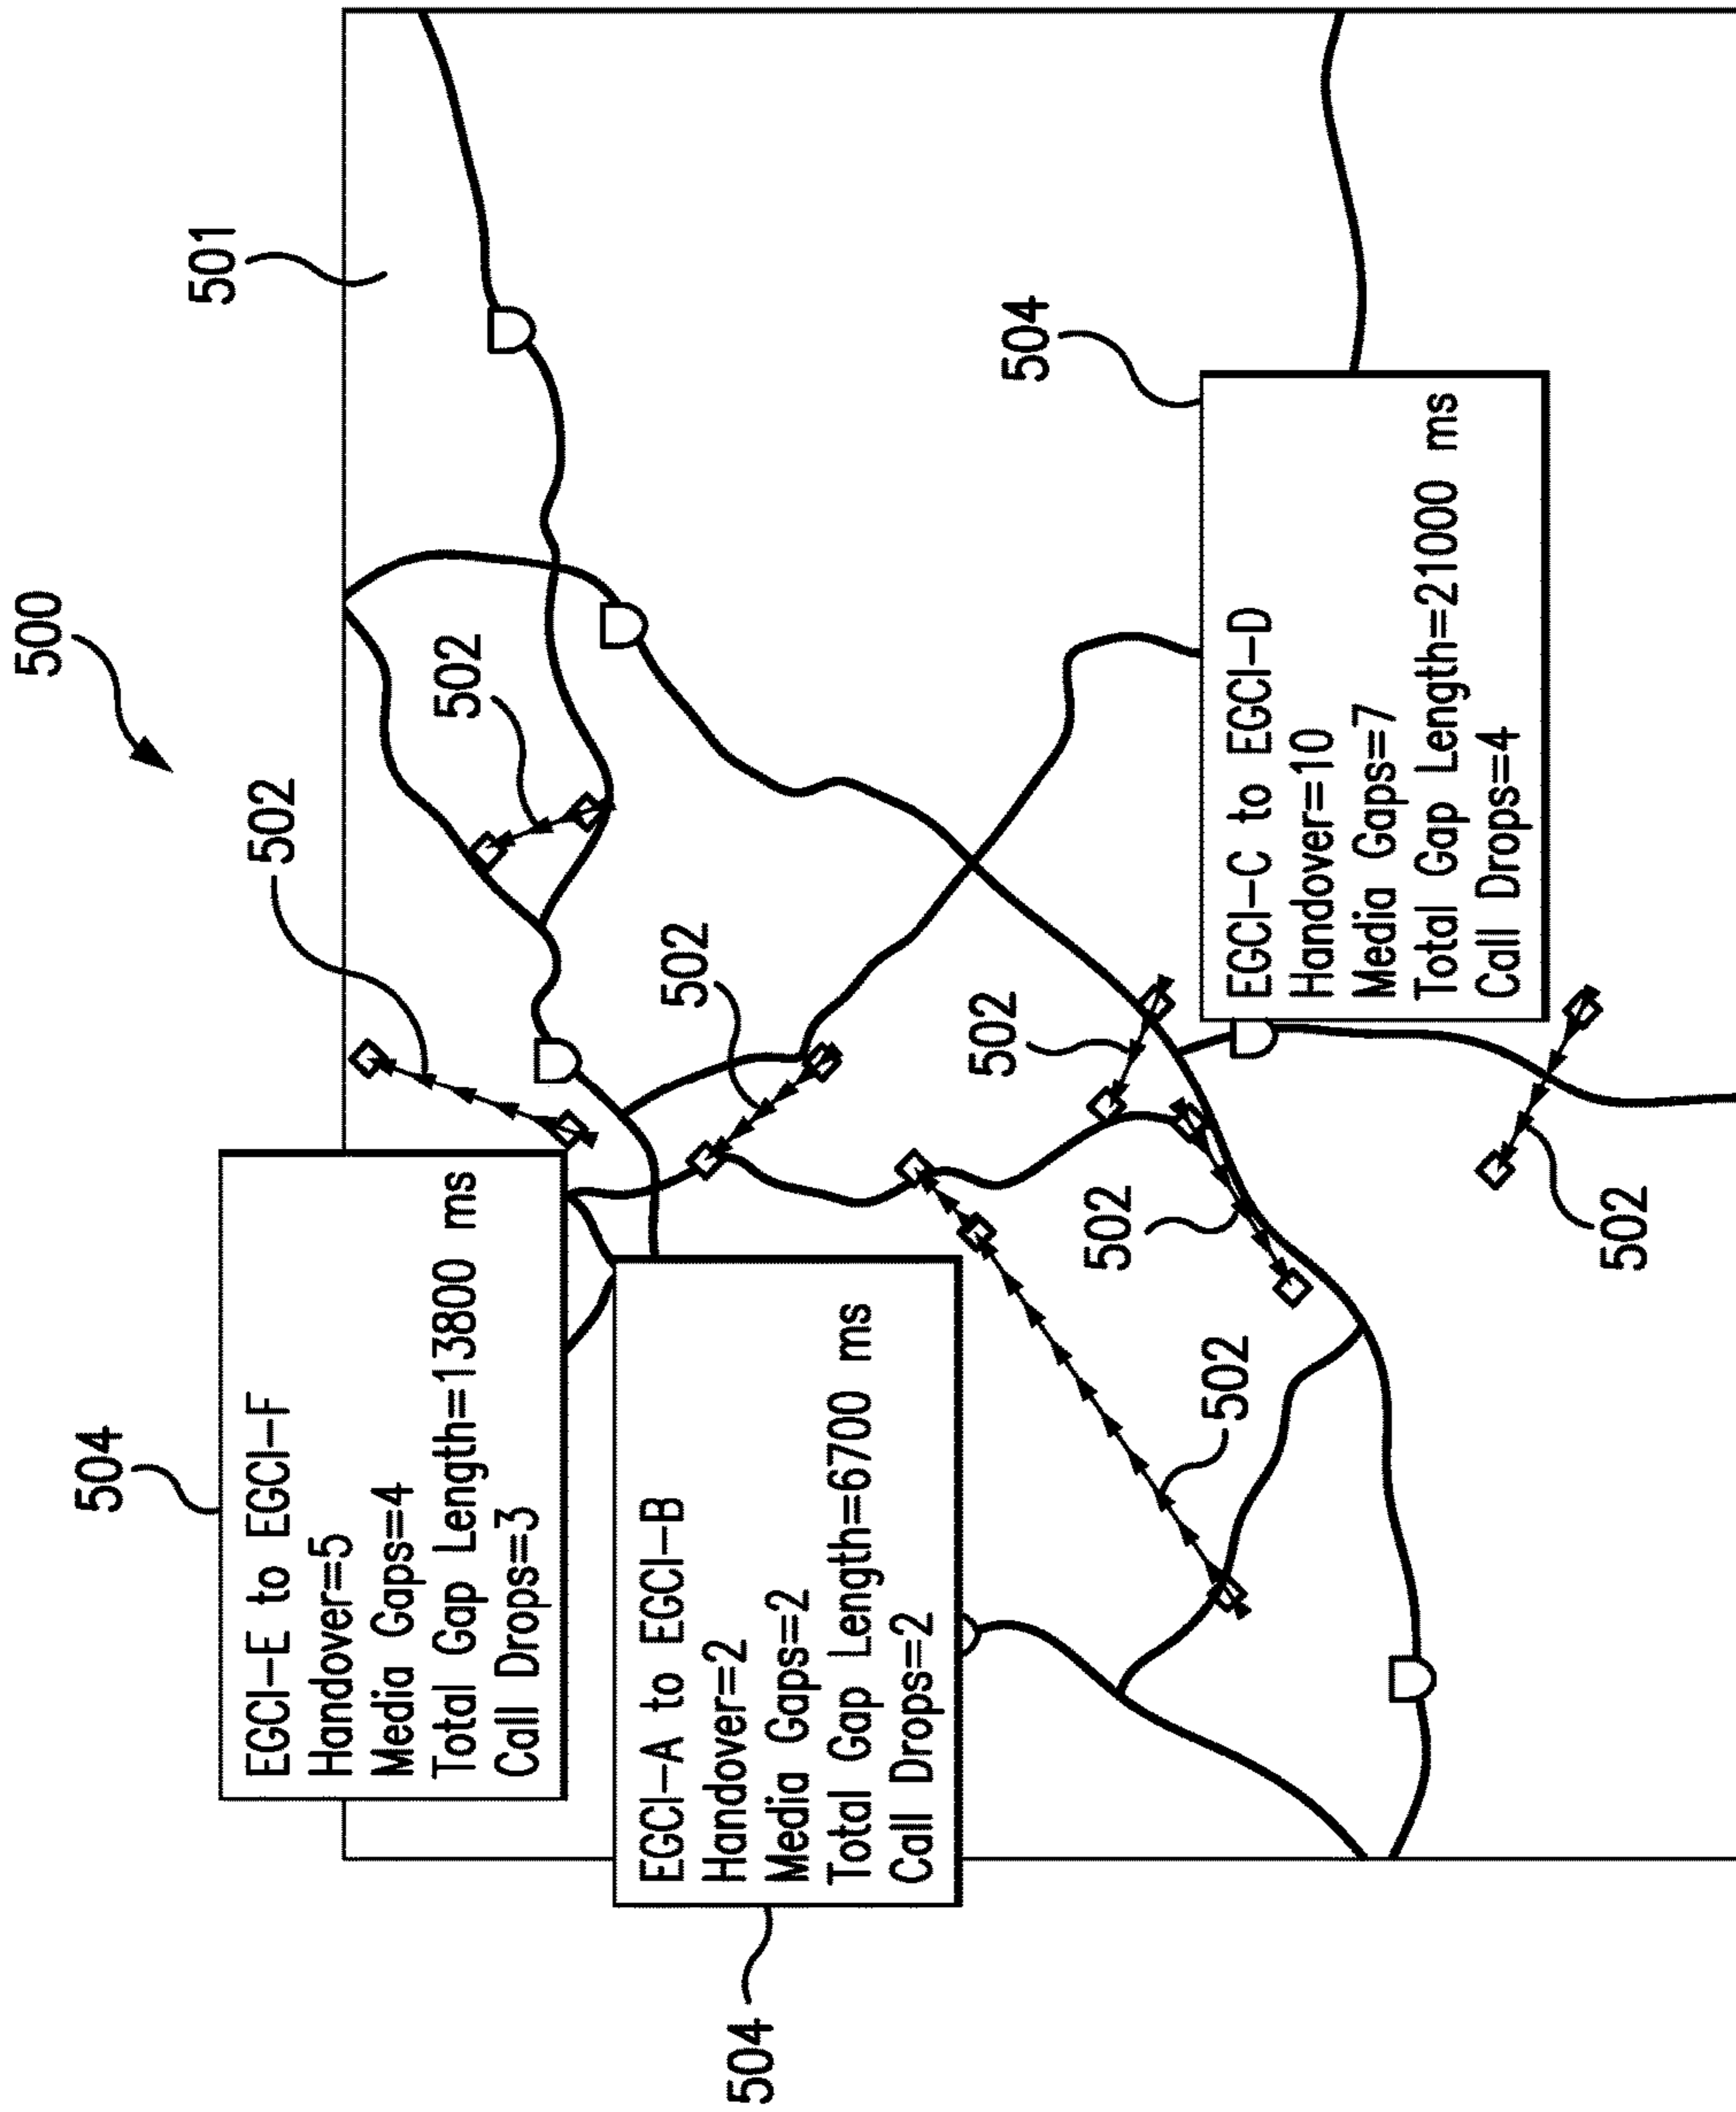 500
501
502
502
502
502
502
502
502
504
EGCI-E to EGCI-F
Handover=5
Media Gaps=4
Total Gap Length=13800 ms
Call Drops=3
504
EGCI-A to EGCI-B
Handover=2
Media Gaps=2
Total Gap Length=6700 ms
Call Drops=2
504
EGCI-C to EGCI-D
Handover=10
Media Gaps=7
Total Gap Length=21000 ms
Call Drops=4